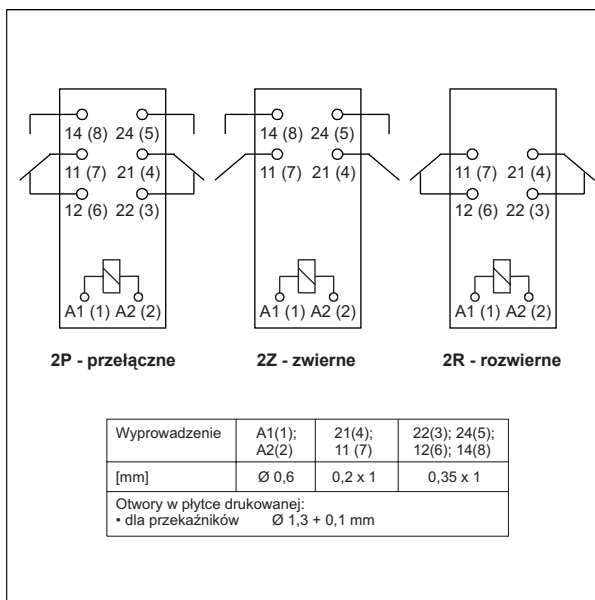 14 (8) 24 (5)
11 (7) 21 (4)
12 (6) 22 (3)
A1 (1) A2 (2)
2P - przełączne
14 (8) 24 (5)
11 (7) 21 (4)
A1 (1) A2 (2)
2Z - zwierne
11 (7) 21 (4)
12 (6) 22 (3)
A1 (1) A2 (2)
2R - rozwierne
Wyprowadzenie A1(1); 21(4); 22(3); 24(5);
A2(2) 11 (7) 12(6); 14(8)
[mm] Ø 0,6 0,2 x 1 0,35 x 1
Otwory w płytce drukowanej:
• dla przekaźników Ø 1,3 + 0,1 mm